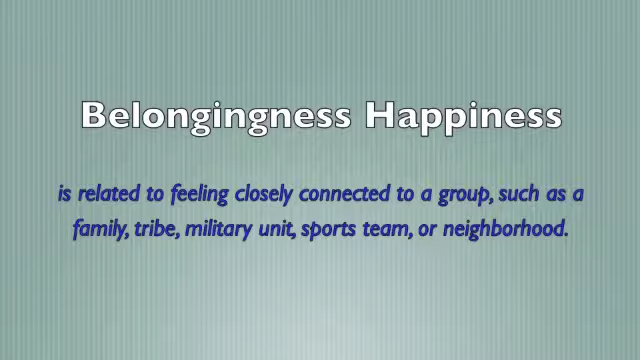 Belongingness Happiness
is related to feeling closely connected to a group, such as a
family, tribe, military unit, sports team, or neighborhood.